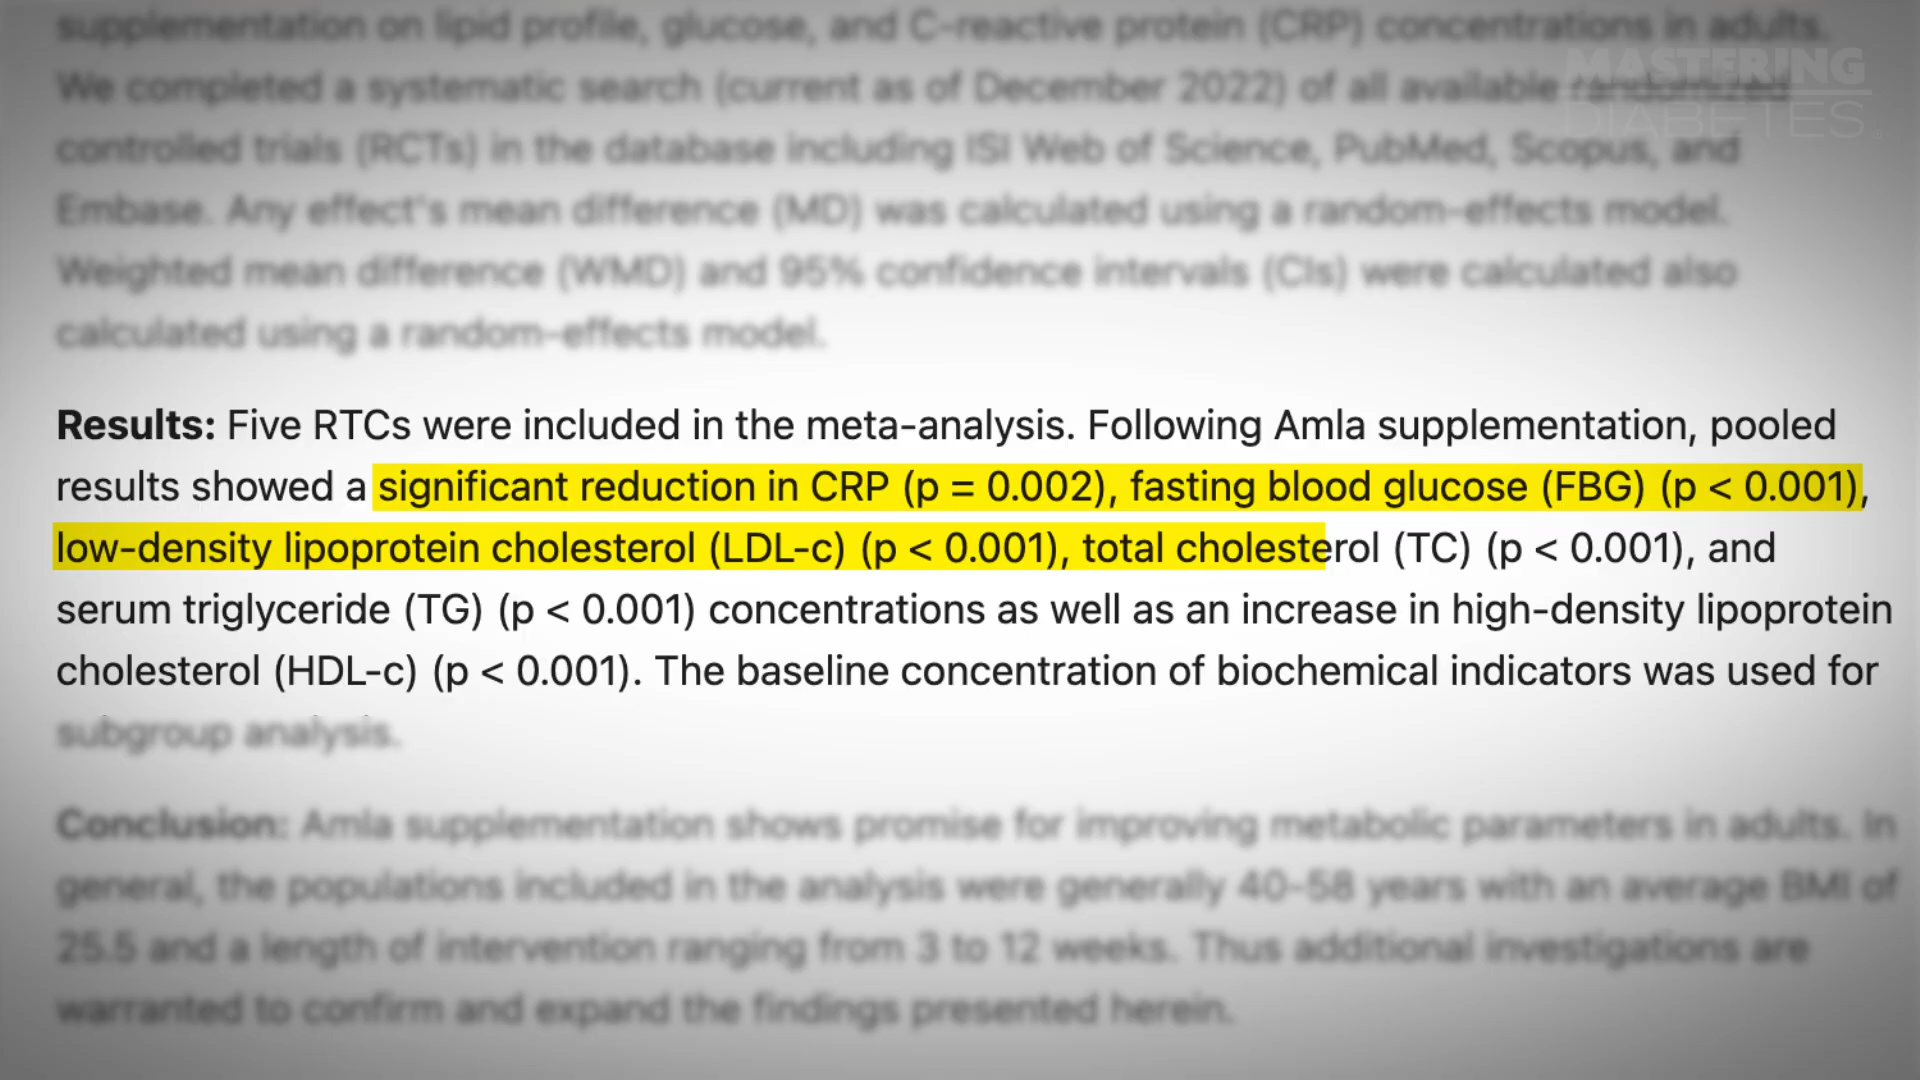 supplementation on lipid profile, glucose, and C-reactive protein (CRP) concentrations in adults.
MASTERING
We completed a systematic search (current as of December 2022) of all available randomized
DIABETES
controlled trials (RCTs) in the database including ISI Web of Science, PubMed, Scopus, and
Embase. Any effect's mean difference (MD) was calculated using a random-effects model.
Weighted mean difference (WMD) and 95% confidence intervals (CIs) were calculated also
calculated using a random-effects model.
Results: Five RTCs were included in the meta-analysis. Following Amla supplementation, pooled
results showed a significant reduction in CRP (p = 0.002), fasting blood glucose (FBG) (p < 0.001),
low-density lipoprotein cholesterol (LDL-c) (p < 0.001), total cholesterol (TC) (p < 0.001), and
serum triglyceride (TG) (p < 0.001) concentrations as well as an increase in high-density lipoprotein
cholesterol (HDL-c) (p < 0.001). The baseline concentration of biochemical indicators was used for
subgroup analysis.
Conclusion: Amla supplementation shows promise for improving metabolic parameters in adults. In
general, the populations included in the analysis were generally 40-58 years with an average BMI of
25.5 and a length of intervention ranging from 3 to 12 weeks. Thus additional investigations are
warranted to confirm and expand the findings presented herein.